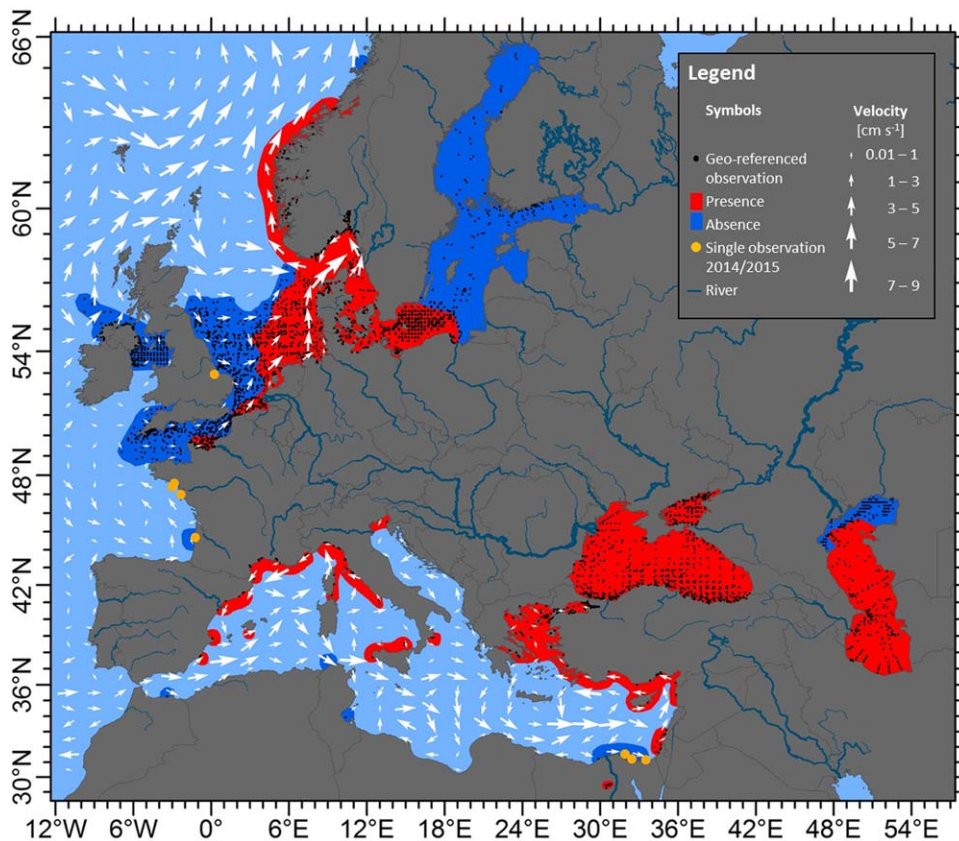 66°N
60°N
54°N
48°N
42°N
36°N
30°N
Legend
Symbols
Velocity
[cm s⁻¹]
Geo-referenced
observation
Presence
Absence
Single observation
2014/2015
River
0.01 – 1
1 – 3
3 – 5
5 – 7
7 – 9
12°W 6°W 0° 6°E 12°E 18°E 24°E 30°E 36°E 42°E 48°E 54°E